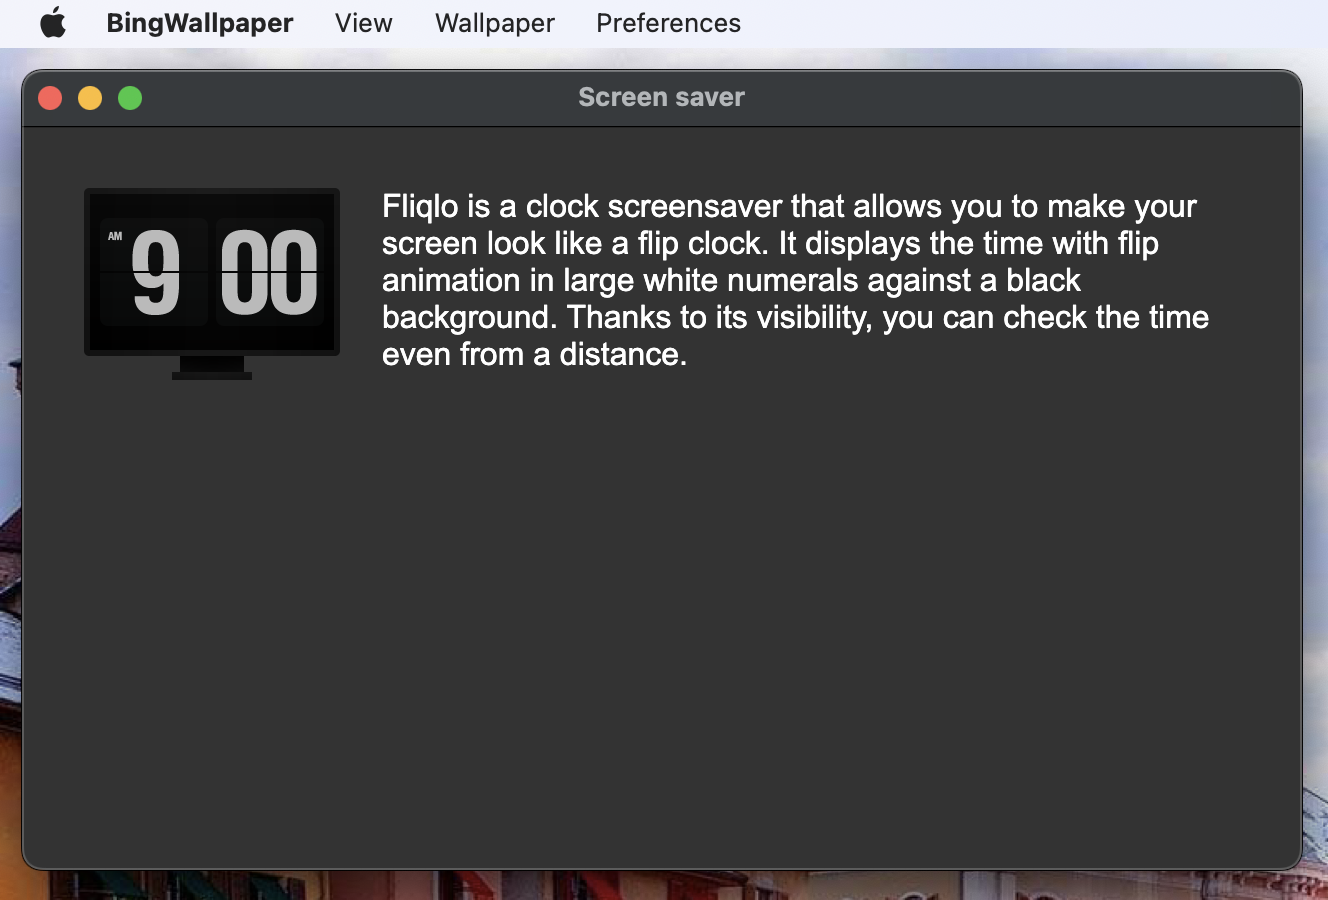 BingWallpaper View Wallpaper Preferences
Screen saver
AM
9 00
Fliqlo is a clock screensaver that allows you to make your
screen look like a flip clock. It displays the time with flip
animation in large white numerals against a black
background. Thanks to its visibility, you can check the time
even from a distance.